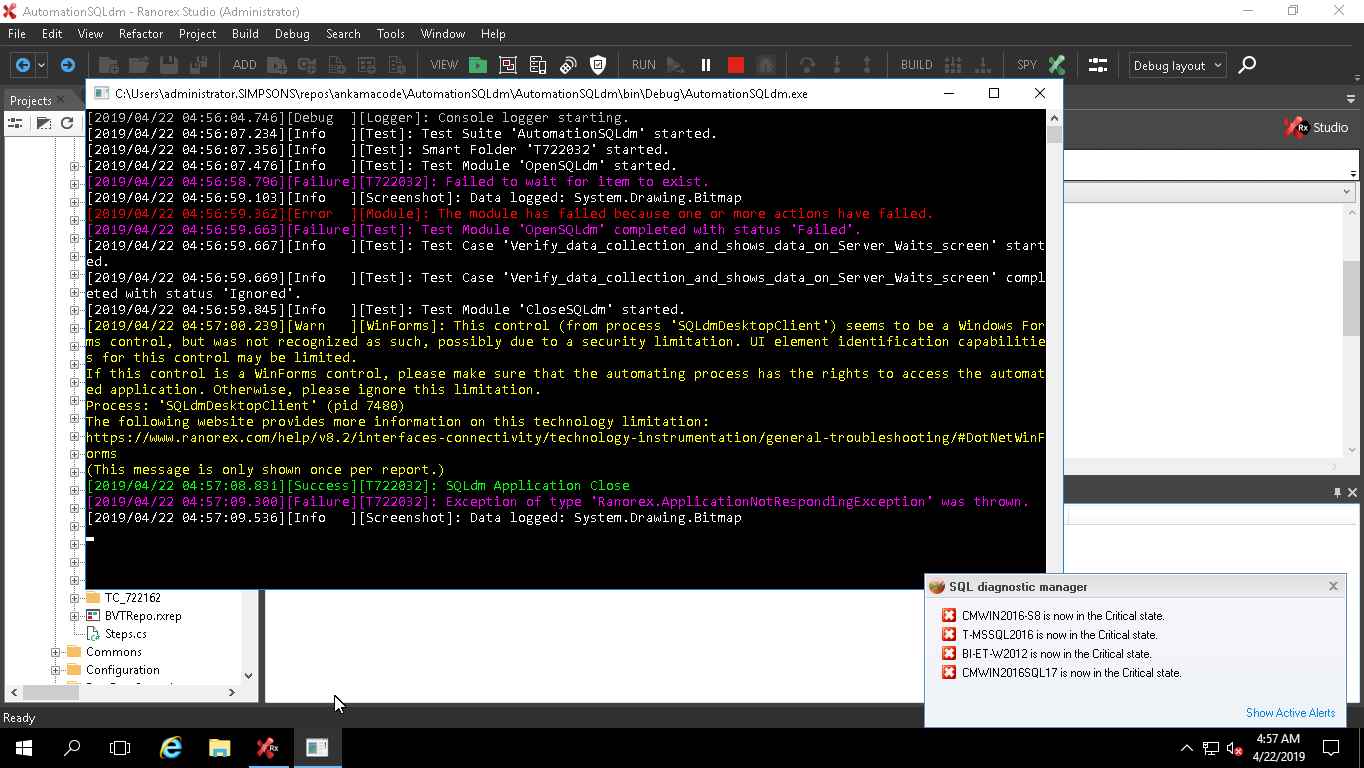 AutomationSQLdm - Ranorex Studio (Administrator)
File Edit View Refactor Project Build Debug Search Tools Window Help
ADD VIEW RUN BUILD SPY Debug layout
Projects
C:\Users\administrator.SIMPSONS\repos\ankamacode\AutomationSQLdm\AutomationSQLdm\bin\Debug\AutomationSQLdm.exe
Rx Studio
[2019/04/22 04:56:04.746][Debug  ][Logger]: Console logger starting.
[2019/04/22 04:56:07.234][Info   ][Test]: Test Suite 'AutomationSQLdm' started.
[2019/04/22 04:56:07.356][Info   ][Test]: Smart Folder 'T722032' started.
[2019/04/22 04:56:07.476][Info   ][Test]: Test Module 'OpenSQLdm' started.
[2019/04/22 04:56:58.796][Failure][T722032]: Failed to wait for item to exist.
[2019/04/22 04:56:59.103][Info   ][Screenshot]: Data logged: System.Drawing.Bitmap
[2019/04/22 04:56:59.362][Error  ][Module]: The module has failed because one or more actions have failed.
[2019/04/22 04:56:59.663][Failure][Test]: Test Module 'OpenSQLdm' completed with status 'Failed'.
[2019/04/22 04:56:59.667][Info   ][Test]: Test Case 'Verify_data_collection_and_shows_data_on_Server_Waits_screen' start
ed.
[2019/04/22 04:56:59.669][Info   ][Test]: Test Case 'Verify_data_collection_and_shows_data_on_Server_Waits_screen' compl
eted with status 'Ignored'.
[2019/04/22 04:56:59.845][Info   ][Test]: Test Module 'CloseSQLdm' started.
[2019/04/22 04:57:00.239][Warn   ][WinForms]: This control (from process 'SQLdmDesktopClient') seems to be a Windows For
ms control, but was not recognized as such, possibly due to a security limitation. UI element identification capabilitie
s for this control may be limited.
If this control is a WinForms control, please make sure that the automating process has the rights to access the automat
ed application. Otherwise, please ignore this limitation.
Process: 'SQLdmDesktopClient' (pid 7480)
The following website provides more information on this technology limitation:
https://www.ranorex.com/help/v8.2/interfaces-connectivity/technology-instrumentation/general-troubleshooting/#DotNetWinF
orms
(This message is only shown once per report.)
[2019/04/22 04:57:08.831][Success][T722032]: SQLdm Application Close
[2019/04/22 04:57:09.300][Failure][T722032]: Exception of type 'Ranorex.ApplicationNotRespondingException' was thrown.
[2019/04/22 04:57:09.536][Info   ][Screenshot]: Data logged: System.Drawing.Bitmap
TC_722162
BVTRepo.rxrep
Steps.cs
Commons
Configuration
SQL diagnostic manager
CMWIN2016-S8 is now in the Critical state.
T-MSSQL2016 is now in the Critical state.
BI-ET-W2012 is now in the Critical state.
CMWIN2016SQL17 is now in the Critical state.
Show Active Alerts
Ready
Rx
4:57 AM
4/22/2019